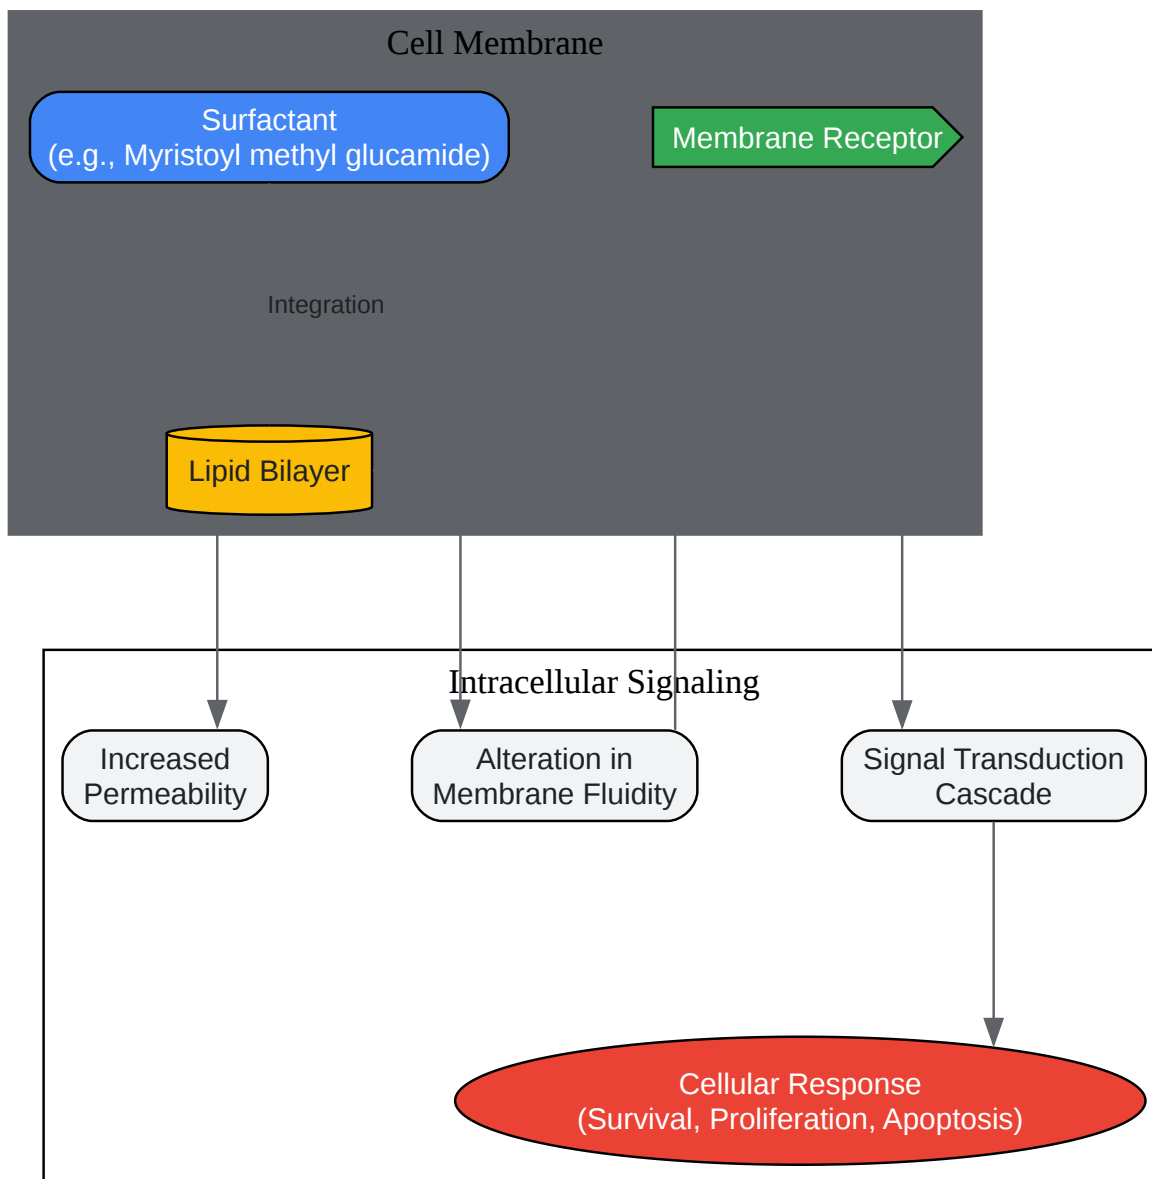 Cell Membrane
Surfactant
(e.g., Myristoyl methyl glucamide)
Membrane Receptor
Integration
Lipid Bilayer
Intracellular Signaling
Increased
Permeability
Alteration in
Membrane Fluidity
Signal Transduction
Cascade
Cellular Response
(Survival, Proliferation, Apoptosis)